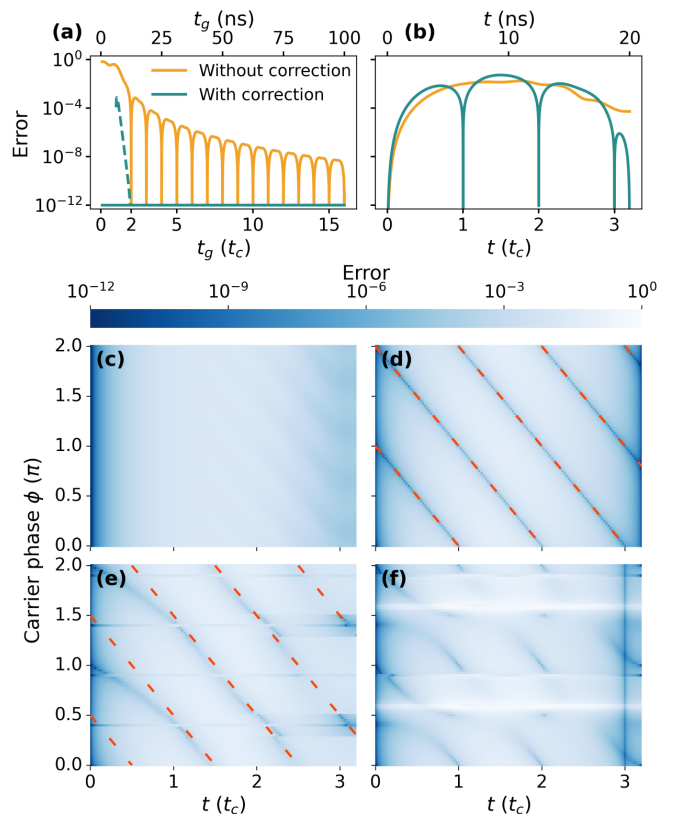 (a) t_g (ns)
0 25 50 75 100
10^0
10^−4
10^−8
10^−12
Error
Without correction
With correction
0 2 5 10 15
t_g (t_c)
(b) t (ns)
0 10 20
0 1 2 3
t (t_c)
Error
10^−12 10^−9 10^−6 10^−3 10^0
Carrier phase ϕ (π)
(c)
2.0
1.5
1.0
0.5
0.0
(d)
(e)
2.0
1.5
1.0
0.5
0.0
0 1 2 3
t (t_c)
(f)
0 1 2 3
t (t_c)